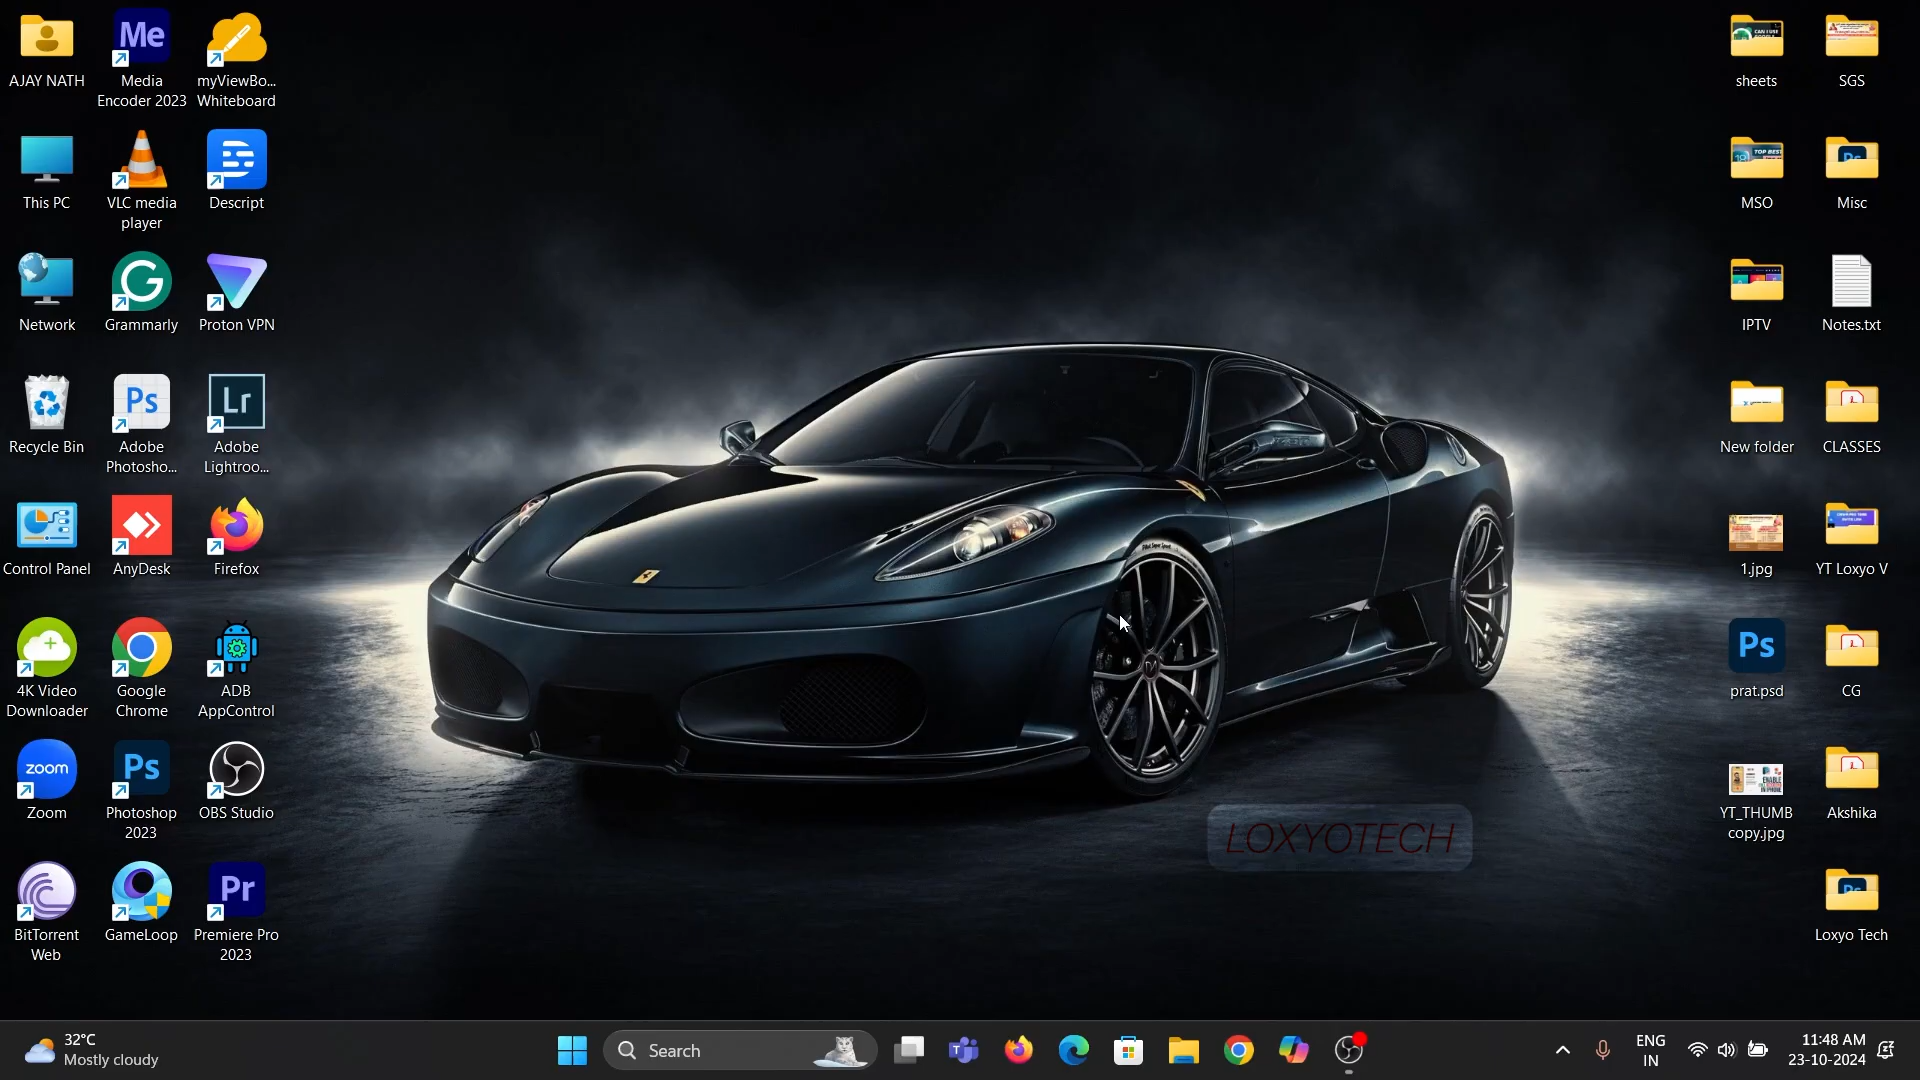 AJAY NATH
Me
Media
Encoder 2023
myViewBo...
Whiteboard
This PC
VLC media
player
Descript
Network
Grammarly
Proton VPN
Recycle Bin
Ps
Adobe
Photosho...
Lr
Adobe
Lightroo...
Control Panel
AnyDesk
Firefox
4K Video
Downloader
Google
Chrome
ADB
AppControl
zoom
Zoom
Ps
Photoshop
2023
OBS Studio
BitTorrent
Web
GameLoop
Pr
Premiere Pro
2023
LOXYOTECH
sheets
SGS
MSO
Misc
IPTV
Notes.txt
New folder
CLASSES
1.jpg
YT Loxyo V
Ps
prat.psd
CG
YT_THUMB
copy.jpg
Akshika
Loxyo Tech
32°C
Mostly cloudy
Search
ENG
IN
11:48 AM
23-10-2024